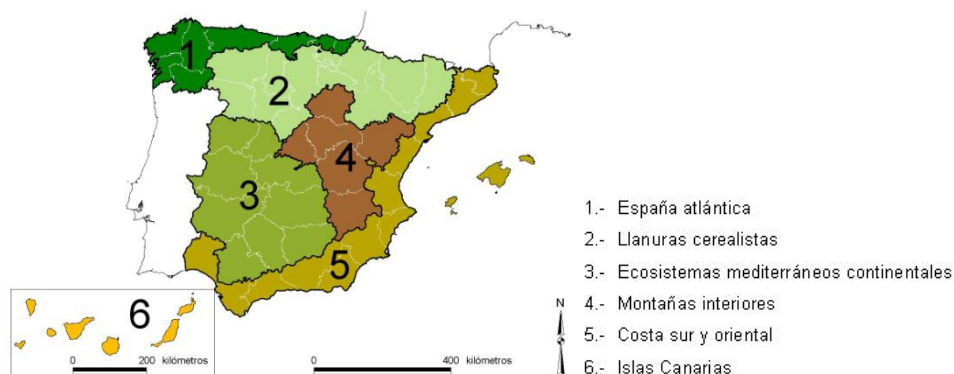 1
2
3
4
5
6
0 200 kilómetros
0 400 kilómetros
N
1.- España atlántica
2.- Llanuras cerealistas
3.- Ecosistemas mediterráneos continentales
4.- Montañas interiores
5.- Costa sur y oriental
6.- Islas Canarias